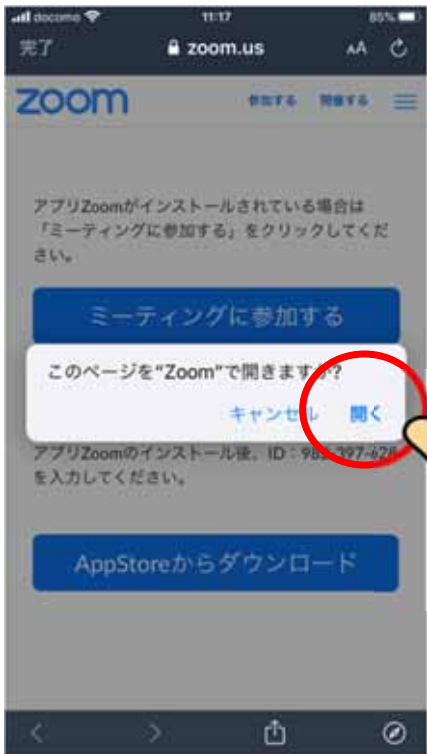 docomo 11:17 85%
完了 zoom.us AA
zoom 参加する 開催する
アプリZoomがインストールされている場合は
「ミーティングに参加する」をクリックしてくだ
さい。
ミーティングに参加する
このページを"Zoom"で開きますか?
キャンセル 開く
アプリZoomのインストール後、ID:982-397-628
を入力してください。
AppStoreからダウンロード